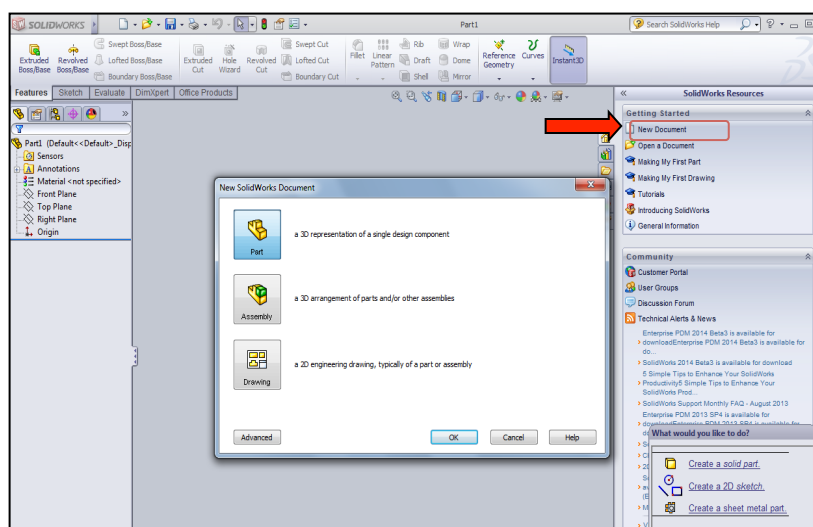 SOLIDWORKS
Part1
Search SolidWorks Help
Extruded Boss/Base
Revolved Boss/Base
Swept Boss/Base
Lofted Boss/Base
Boundary Boss/Base
Extruded Cut
Hole Wizard
Revolved Cut
Swept Cut
Lofted Cut
Boundary Cut
Fillet
Linear Pattern
Rib
Draft
Shell
Wrap
Dome
Mirror
Reference Geometry
Curves
Instant3D
Features
Sketch
Evaluate
DimXpert
Office Products
Part1 (Default<<Default>_Disp
Sensors
Annotations
Material <not specified>
Front Plane
Top Plane
Right Plane
Origin
New SolidWorks Document
Part
a 3D representation of a single design component
Assembly
a 3D arrangement of parts and/or other assemblies
Drawing
a 2D engineering drawing, typically of a part or assembly
Advanced
OK
Cancel
Help
SolidWorks Resources
Getting Started
New Document
Open a Document
Making My First Part
Making My First Drawing
Tutorials
Introducing SolidWorks
General Information
Community
Customer Portal
User Groups
Discussion Forum
Technical Alerts & News
Enterprise PDM 2014 Beta3 is available for
downloadEnterprise PDM 2014 Beta3 is available for
do...
SolidWorks 2014 Beta3 is available for download
5 Simple Tips to Enhance Your SolidWorks
Productivity5 Simple Tips to Enhance Your
SolidWorks Prod...
SolidWorks Support Monthly FAQ - August 2013
Enterprise PDM 2013 SP4 is available for
downloadEnterprise PDM 2013 SP4 is available for
What would you like to do?
Create a solid part.
Create a 2D sketch.
Create a sheet metal part.